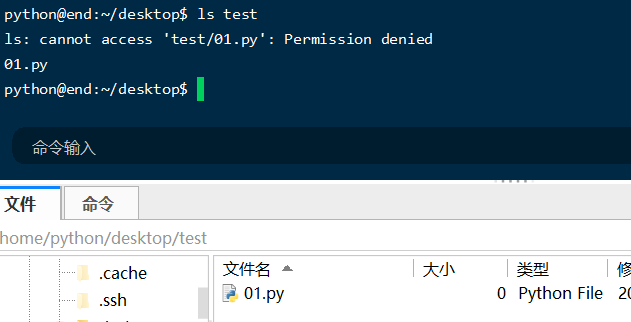 python@end:~/desktop$ ls test
ls: cannot access 'test/01.py': Permission denied
01.py
python@end:~/desktop$
命令输入
文件 命令
home/python/desktop/test
文件名 大小 类型 修
.cache
01.py 0 Python File 20
.ssh